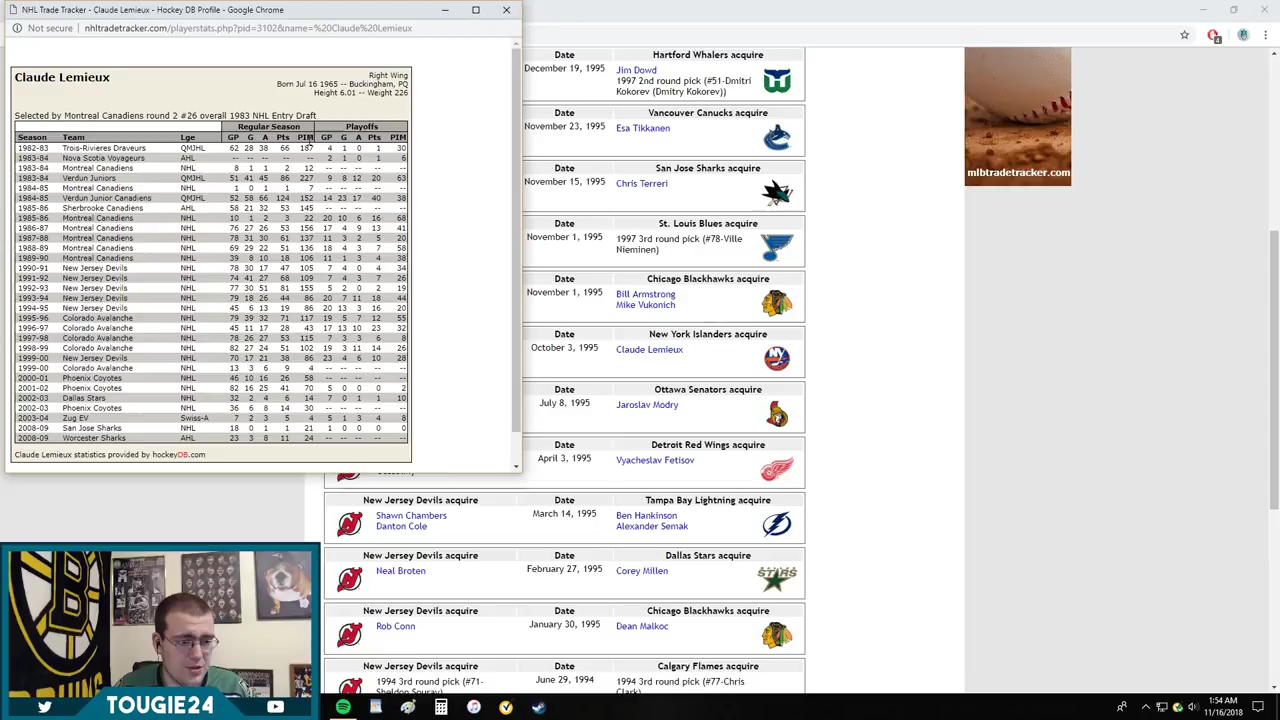 NHL Trade Tracker - Claude Lemieux - Hockey DB Profile - Google Chrome
Not secure | nhltradetracker.com/playerstats.php?pid=3102&name=%20Claude%20Lemieux
Claude Lemieux
Right Wing
Born Jul 16 1965 -- Buckingham, PQ
Height 6.01 -- Weight 226
Selected by Montreal Canadiens round 2 #26 overall 1983 NHL Entry Draft
Regular Season Playoffs
Season Team Lge GP G A Pts PIM GP G A Pts PIM
1982-83 Trois-Rivieres Draveurs QMJHL 62 28 38 66 187 4 1 0 1 30
1983-84 Nova Scotia Voyageurs AHL -- -- -- -- -- 2 1 0 1 6
1983-84 Montreal Canadiens NHL 8 1 1 2 12
1983-84 Verdun Juniors QMJHL 51 41 45 86 227 9 8 12 20 63
1984-85 Montreal Canadiens NHL 1 0 1 1 7
1984-85 Verdun Junior Canadiens QMJHL 52 58 66 124 152 14 23 17 40 38
1985-86 Sherbrooke Canadiens AHL 58 21 32 53 145
1985-86 Montreal Canadiens NHL 10 1 2 3 22 20 10 6 16 68
1986-87 Montreal Canadiens NHL 76 27 26 53 156 17 4 9 13 41
1987-88 Montreal Canadiens NHL 78 31 30 61 137 11 3 2 5 20
1988-89 Montreal Canadiens NHL 69 29 22 51 136 18 4 3 7 58
1989-90 Montreal Canadiens NHL 39 8 10 18 106 11 1 3 4 38
1990-91 New Jersey Devils NHL 78 30 17 47 105 7 4 0 4 34
1991-92 New Jersey Devils NHL 74 41 27 68 109 7 4 3 7 26
1992-93 New Jersey Devils NHL 77 30 51 81 155 5 2 0 2 19
1993-94 New Jersey Devils NHL 79 18 26 44 86 20 7 11 18 44
1994-95 New Jersey Devils NHL 45 6 13 19 86 20 13 3 16 20
1995-96 Colorado Avalanche NHL 79 39 32 71 117 19 5 7 12 55
1996-97 Colorado Avalanche NHL 45 11 17 28 43 17 13 10 23 32
1997-98 Colorado Avalanche NHL 78 26 27 53 115 7 3 3 6 8
1998-99 Colorado Avalanche NHL 82 27 24 51 102 19 3 11 14 26
1999-00 New Jersey Devils NHL 70 17 21 38 86 23 4 6 10 28
1999-00 Colorado Avalanche NHL 13 3 6 9 4 -- -- -- -- --
2000-01 Phoenix Coyotes NHL 46 10 16 26 58 -- -- -- -- --
2001-02 Phoenix Coyotes NHL 82 16 25 41 70 5 0 0 0 2
2002-03 Dallas Stars NHL 32 2 4 6 14 7 0 1 1 10
2002-03 Phoenix Coyotes NHL 36 6 8 14 30 -- -- -- -- --
2003-04 Zug EV Swiss-A 7 2 3 5 4 5 1 3 4 8
2008-09 San Jose Sharks NHL 18 0 1 1 21 1 0 0 0 0
2008-09 Worcester Sharks AHL 23 3 8 11 24 -- -- -- -- --
Claude Lemieux statistics provided by hockeyDB.com
Date Hartford Whalers acquire
December 19, 1995 Jim Dowd
1997 2nd round pick (#51-Dmitri
Kokorev (Dmitry Kokorev))
Date Vancouver Canucks acquire
November 23, 1995 Esa Tikkanen
Date San Jose Sharks acquire
November 15, 1995 Chris Terreri
Date St. Louis Blues acquire
November 1, 1995 1997 3rd round pick (#78-Ville
Nieminen)
Date Chicago Blackhawks acquire
November 1, 1995 Bill Armstrong
Mike Vukonich
Date New York Islanders acquire
October 3, 1995 Claude Lemieux
Date Ottawa Senators acquire
July 8, 1995 Jaroslav Modry
Date Detroit Red Wings acquire
April 3, 1995 Vyacheslav Fetisov
New Jersey Devils acquire Date Tampa Bay Lightning acquire
Shawn Chambers March 14, 1995 Ben Hankinson
Danton Cole Alexander Semak
New Jersey Devils acquire Date Dallas Stars acquire
Neal Broten February 27, 1995 Corey Millen
New Jersey Devils acquire Date Chicago Blackhawks acquire
Rob Conn January 30, 1995 Dean Malkoc
New Jersey Devils acquire Date Calgary Flames acquire
1994 3rd round pick (#71- June 29, 1994 1994 3rd round pick (#77-Chris
Sheldon Souray) Clark)
mlbtradetracker.com
TOUGIE24
1:54 AM
11/16/2018